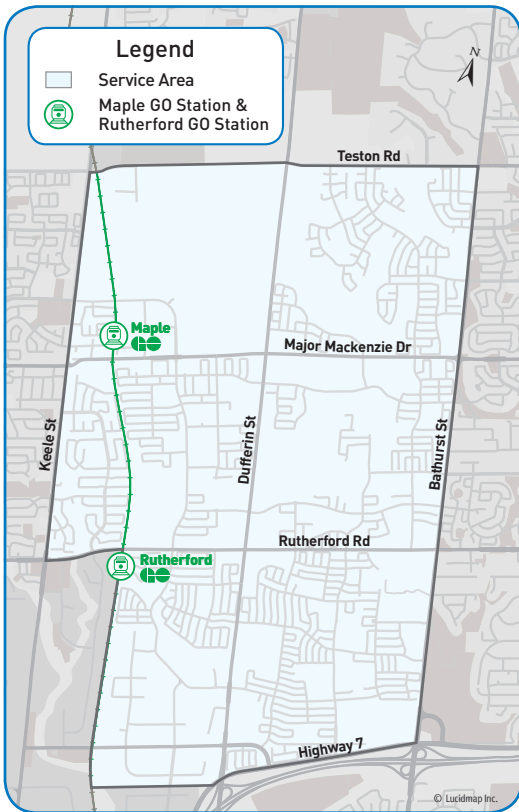 Legend
Service Area
Maple GO Station &
Rutherford GO Station
N
Teston Rd
Maple
GO
Major Mackenzie Dr
Keele St
Dufferin St
Bathurst St
Rutherford Rd
Rutherford
GO
Highway 7
© Lucidmap Inc.